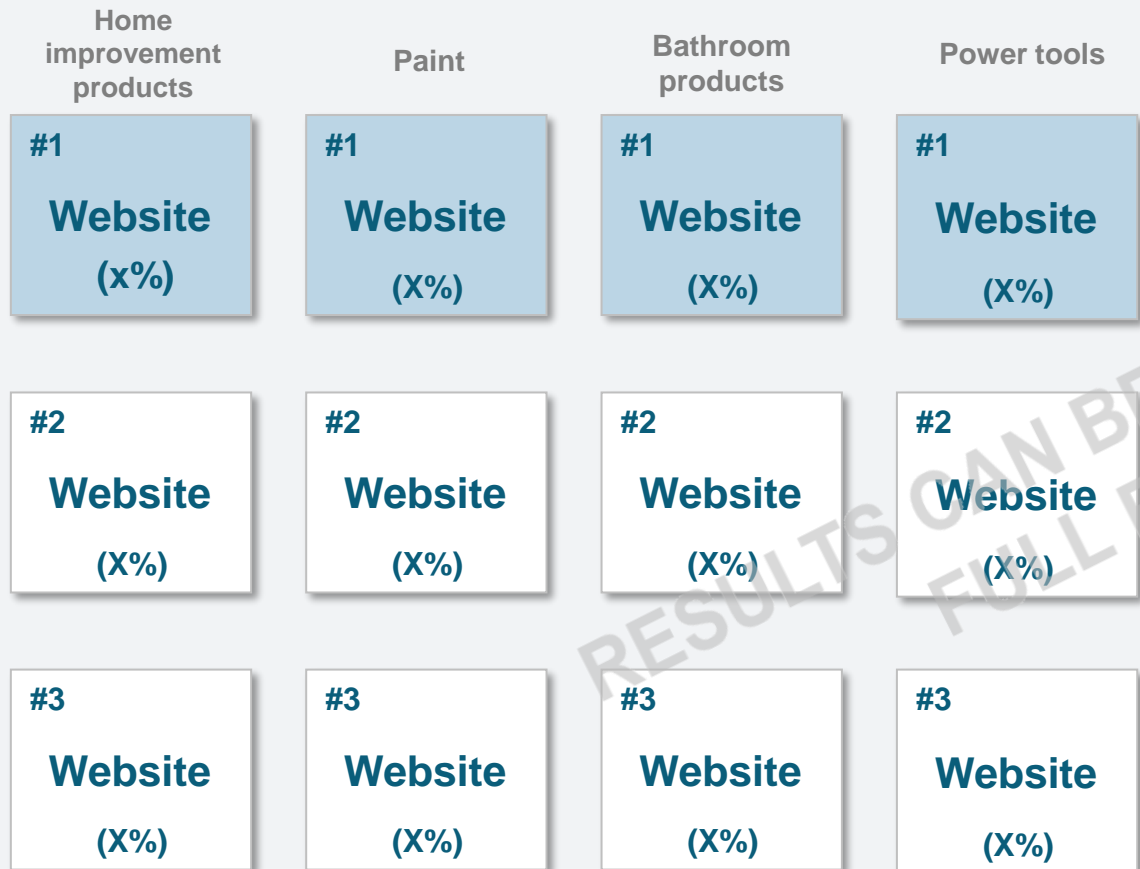 Home
improvement
products
Paint
Bathroom
products
Power tools
#1
Website
(x%)
#1
Website
(X%)
#1
Website
(X%)
#1
Website
(X%)
#2
Website
(X%)
#2
Website
(X%)
#2
Website
(X%)
#2
Website
(X%)
#3
Website
(X%)
#3
Website
(X%)
#3
Website
(X%)
#3
Website
(X%)
RESULTS CAN
FULL